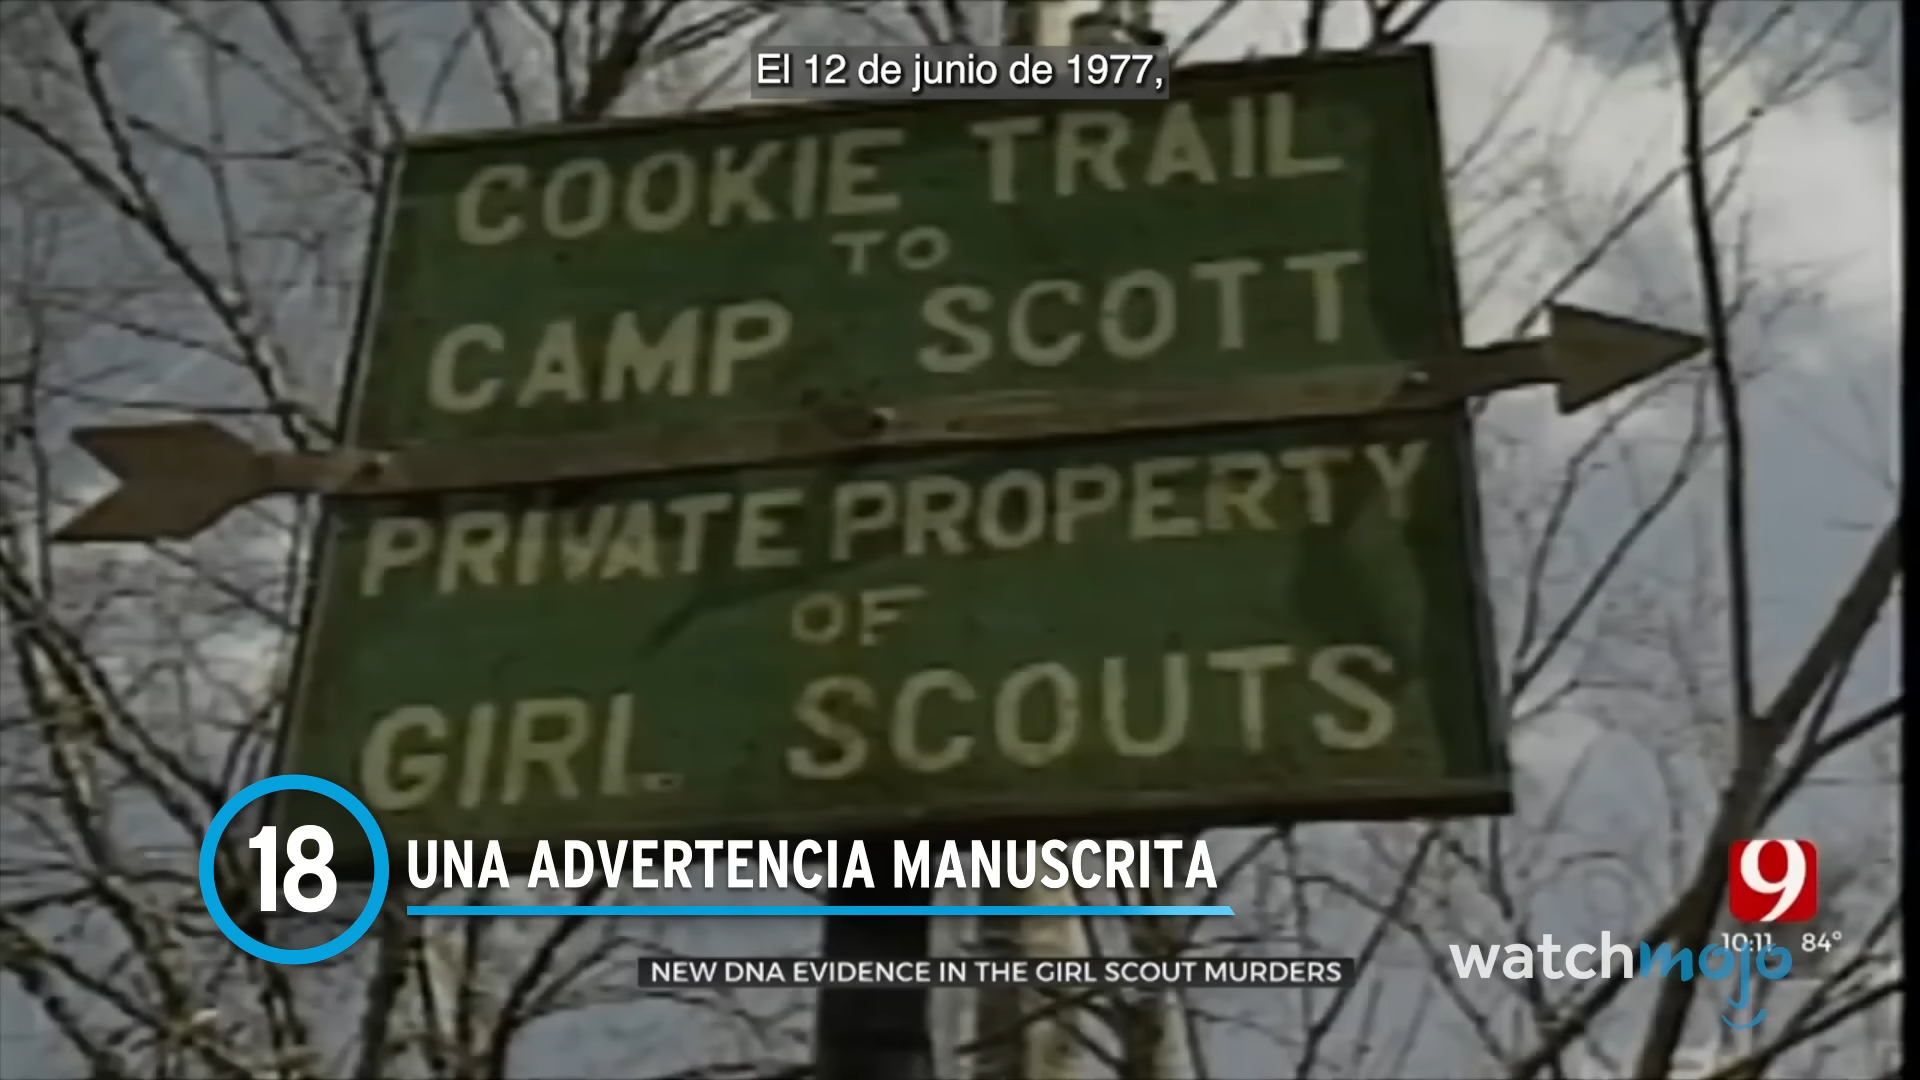 El 12 de junio de 1977,
COOKIE TRAIL
TO
CAMP SCOTT
PRIVATE PROPERTY
OF
GIRL SCOUTS
18
UNA ADVERTENCIA MANUSCRITA
9
10:11 84°
watchmojo
NEW DNA EVIDENCE IN THE GIRL SCOUT MURDERS